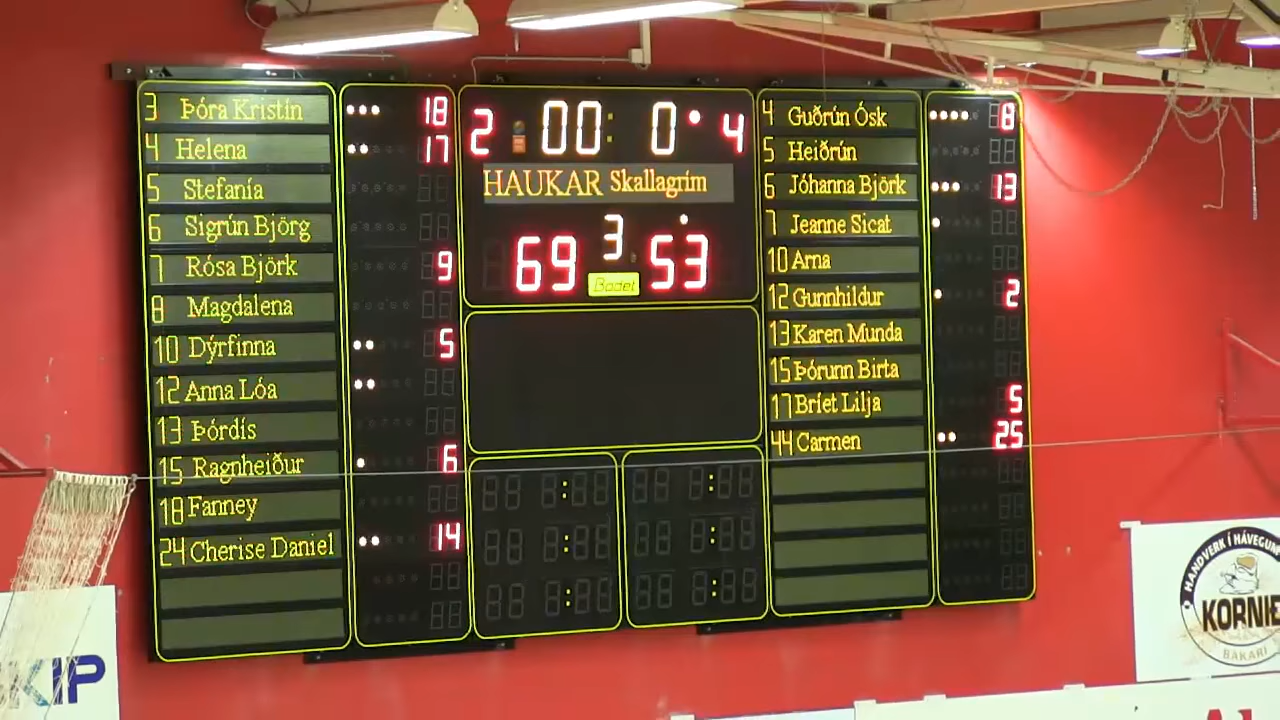 3 Þóra Kristín 18
4 Helena 17
5 Stefanía
6 Sigrún Björg
7 Rósa Björk 9
8 Magdalena
10 Dýrfinna 5
12 Anna Lóa
13 Þórdís
15 Ragnheiður 6
18 Fanney
24 Cherise Daniel 14
2 00:0 4
HAUKAR Skallagrím
69 3 53
Bodet
4 Guðrún Ósk 8
5 Heiðrún
6 Jóhanna Björk 13
7 Jeanne Sicat
10 Arna
12 Gunnhildur 2
13 Karen Munda
15 Þórunn Birta
17 Bríet Lilja 5
44 Carmen 25
KIP
HANDVERK Í HÁVEGUM
KORNIE
BAKARÍ